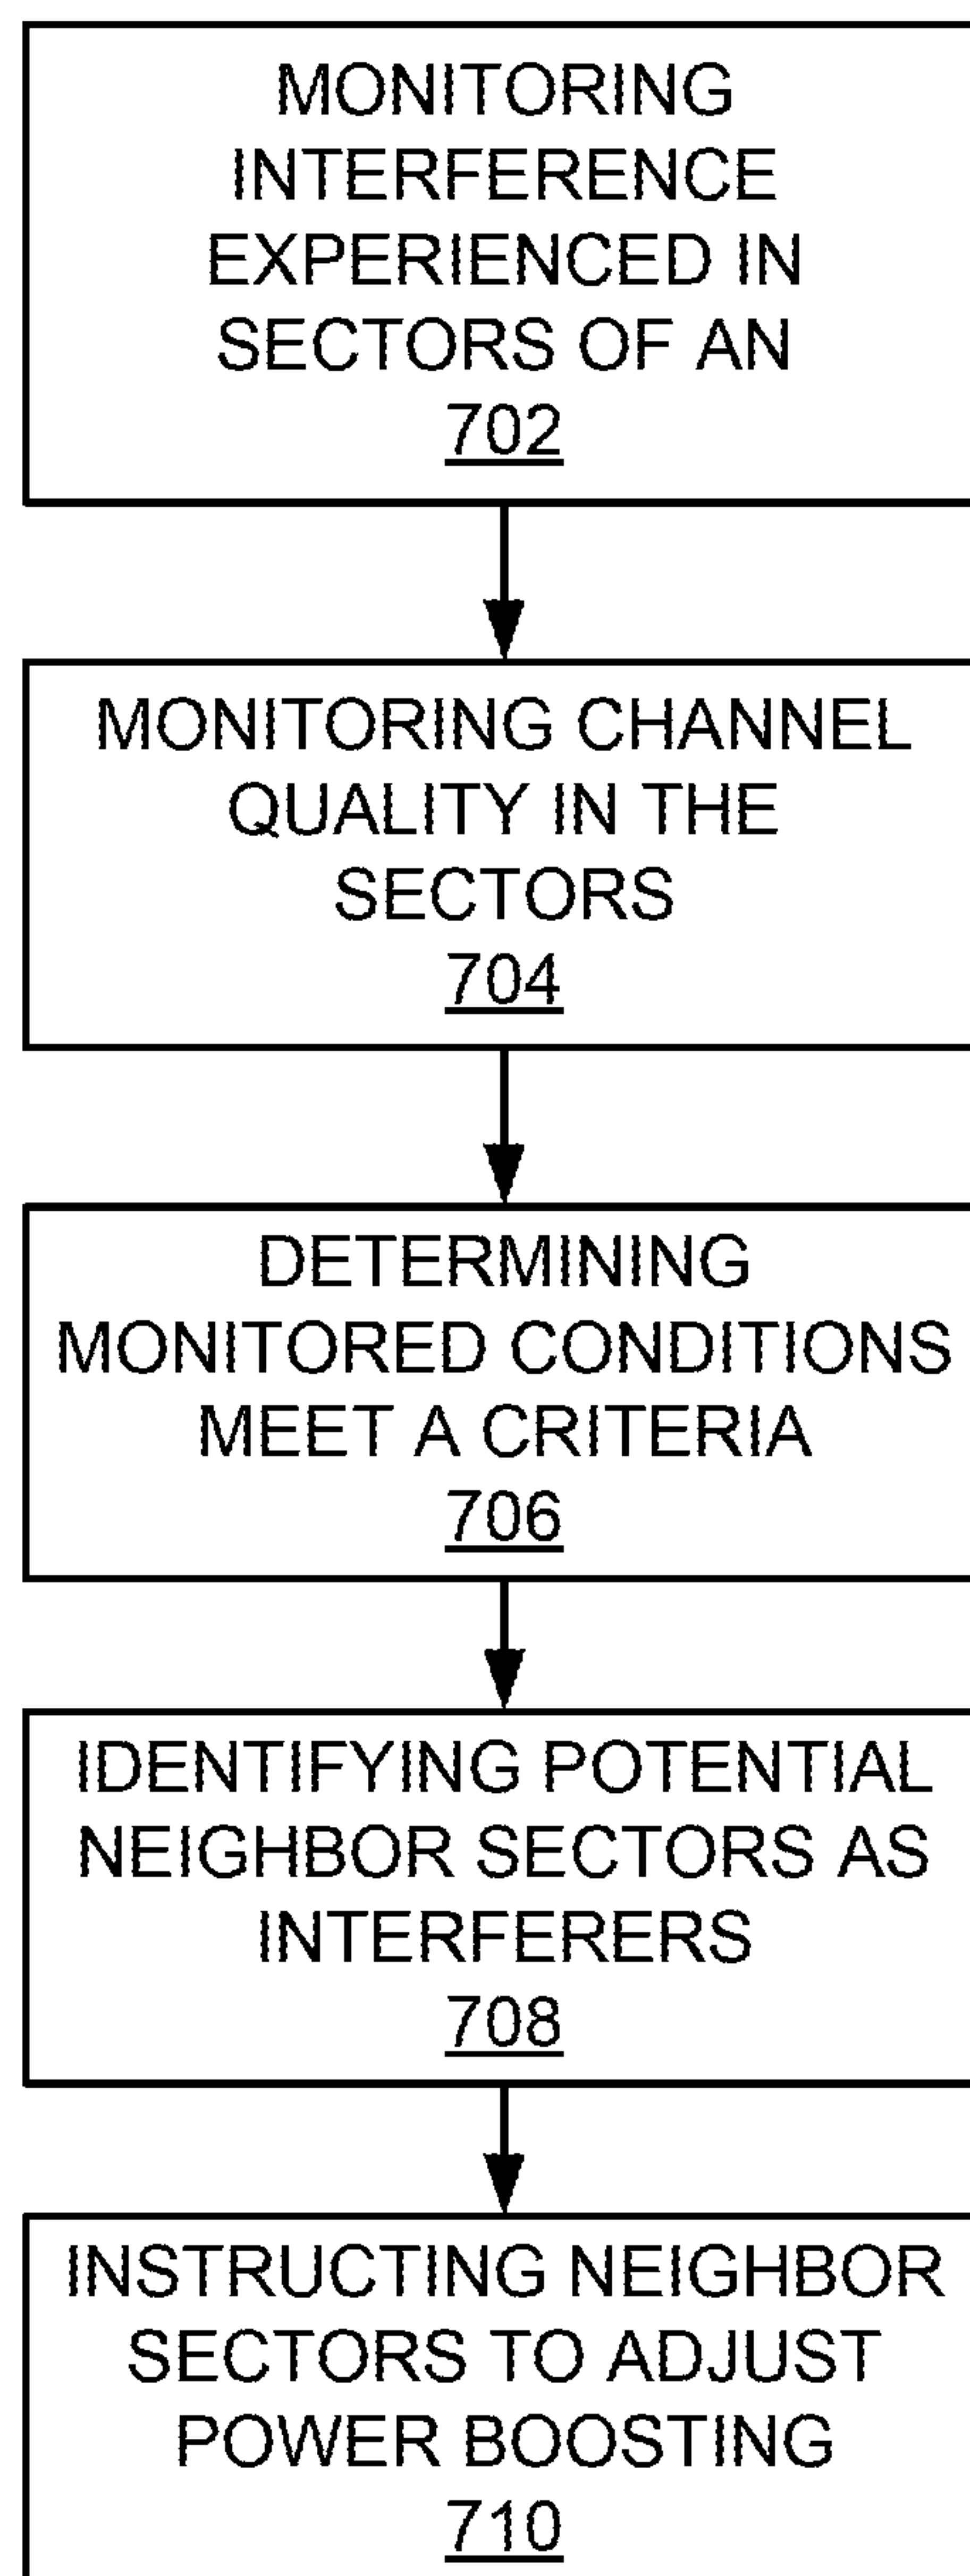 MONITORING
INTERFERENCE
EXPERIENCED IN
SECTORS OF AN
702
MONITORING CHANNEL
QUALITY IN THE
SECTORS
704
DETERMINING
MONITORED CONDITIONS
MEET A CRITERIA
706
IDENTIFYING POTENTIAL
NEIGHBOR SECTORS AS
INTERFERERS
708
INSTRUCTING NEIGHBOR
SECTORS TO ADJUST
POWER BOOSTING
710